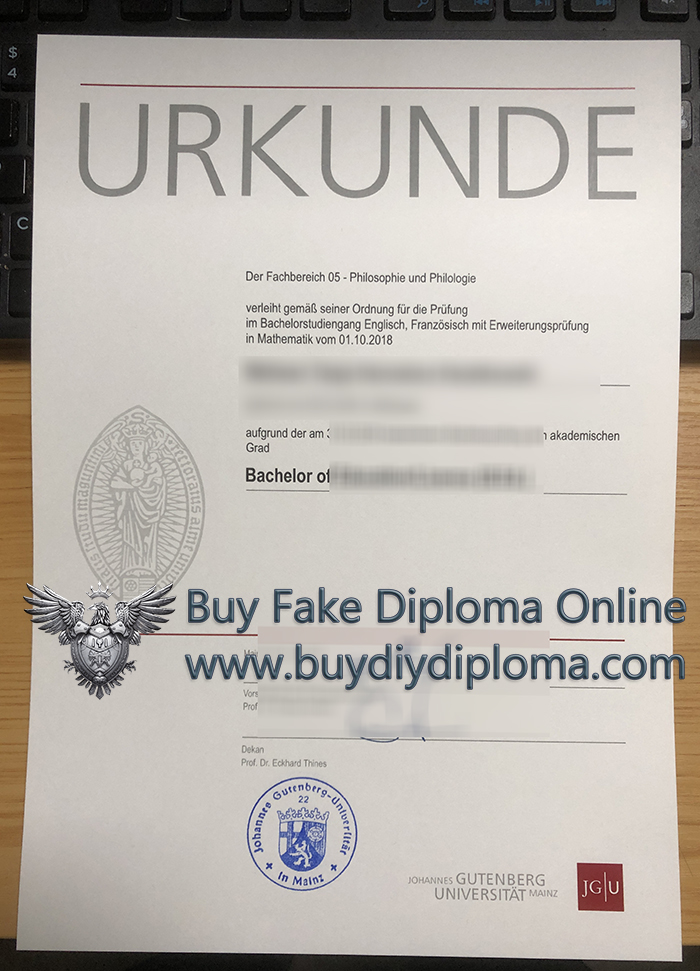 URKUNDE
Der Fachbereich 05 - Philosophie und Philologie
verleiht gemäß seiner Ordnung für die Prüfung
im Bachelorstudiengang Englisch, Französisch mit Erweiterungsprüfung
in Mathematik vom 01.10.2018
aufgrund der am 3 akademischen
Grad
Bachelor of
Buy Fake Diploma Online
www.buydiydiploma.com
Dekan
Prof. Dr. Eckhard Thines
Johannes Gutenberg-Universität
22
in Mainz
JOHANNES GUTENBERG
UNIVERSITÄT MAINZ
JG|U
$
4
C